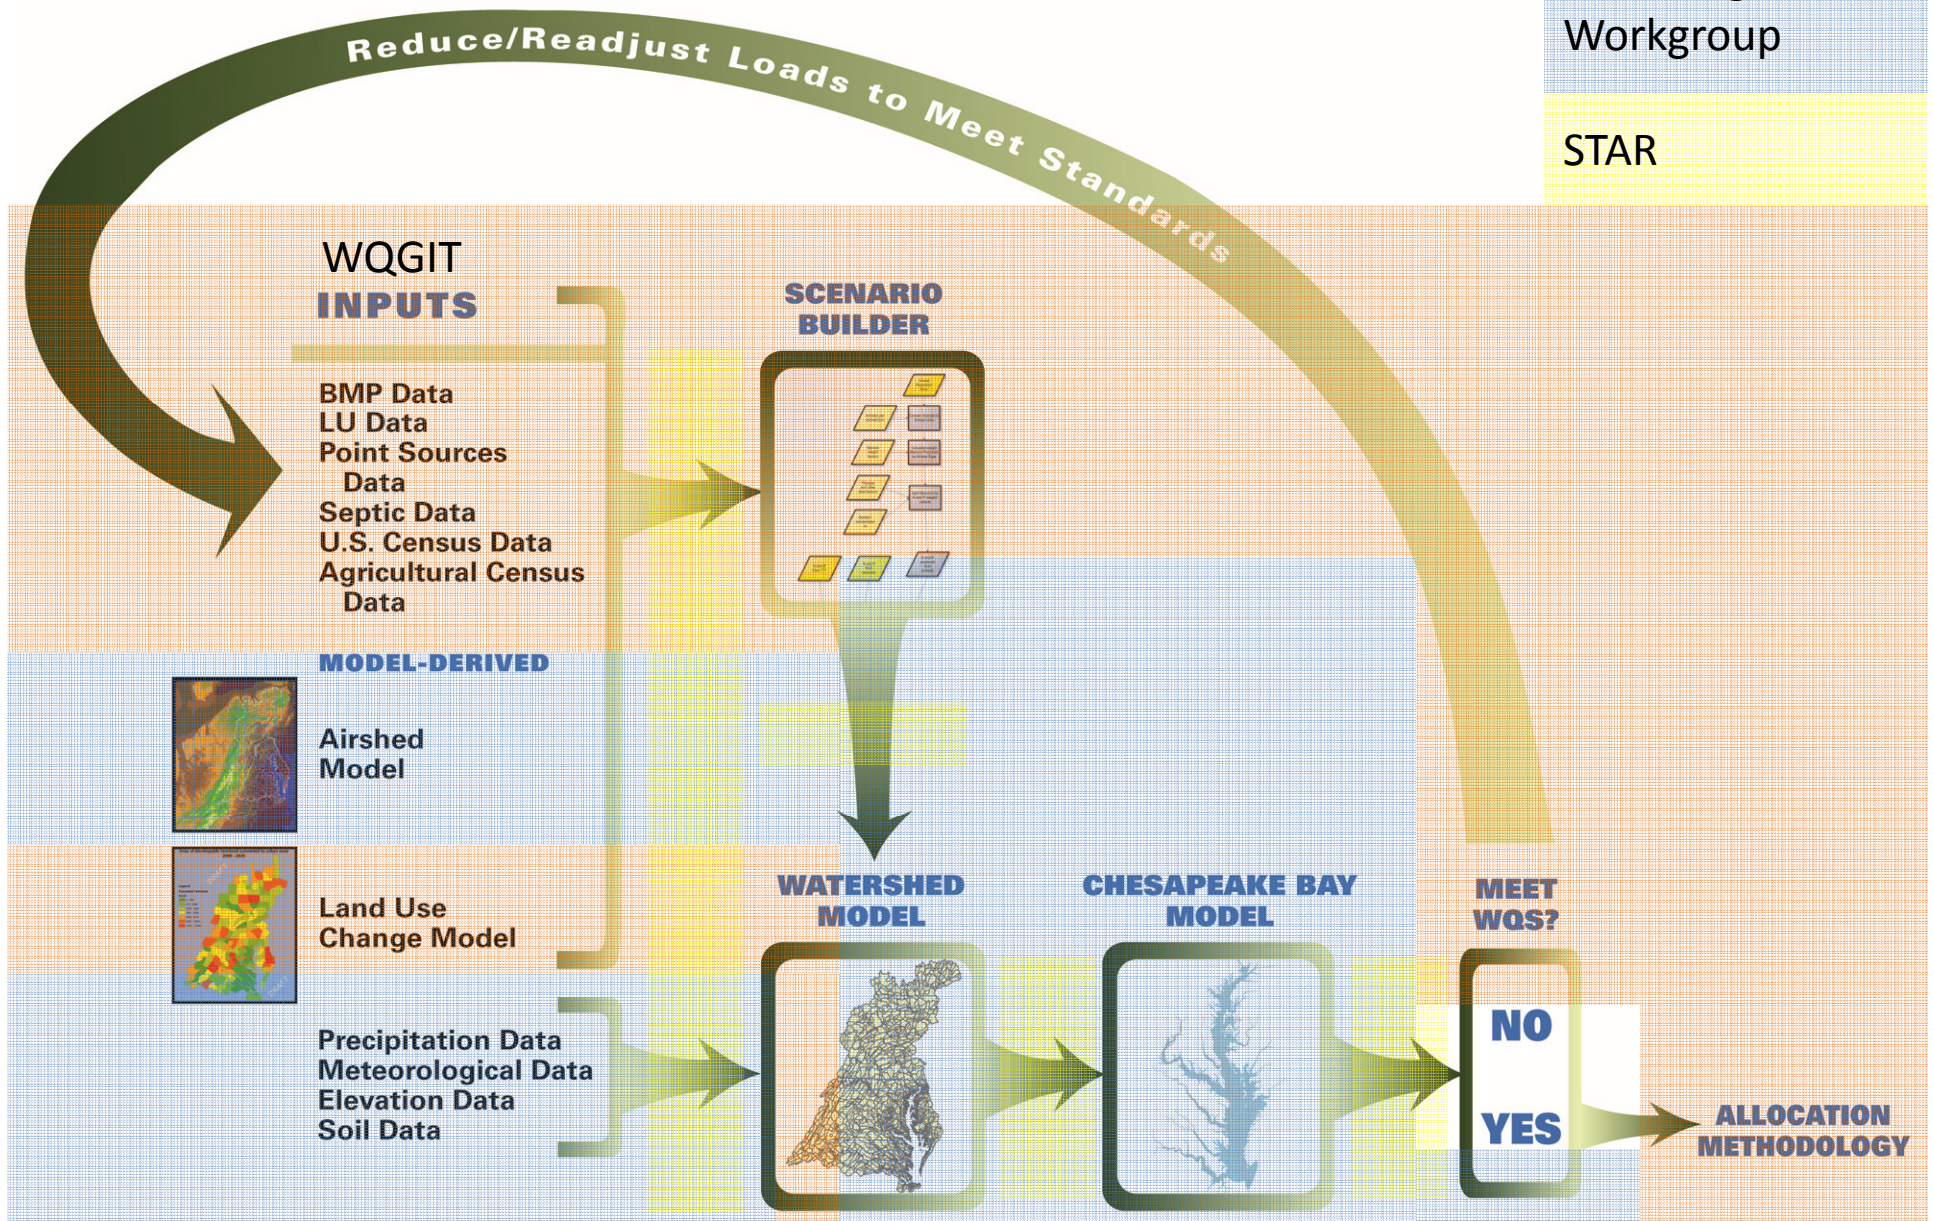 Workgroup
STAR
Reduce/Readjust Loads to Meet Standards
WQGIT
INPUTS
BMP Data
LU Data
Point Sources
Data
Septic Data
U.S. Census Data
Agricultural Census
Data
SCENARIO
BUILDER
MODEL-DERIVED
Airshed
Model
Land Use
Change Model
Precipitation Data
Meteorological Data
Elevation Data
Soil Data
WATERSHED
MODEL
CHESAPEAKE BAY
MODEL
MEET
WQS?
NO
YES
ALLOCATION
METHODOLOGY